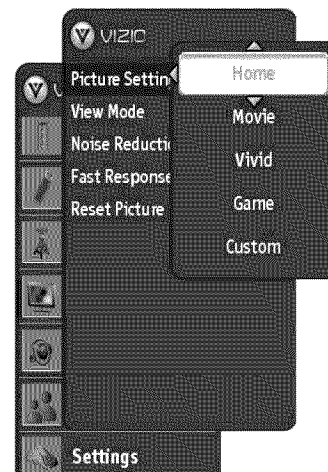 VIZIO
Picture Settin
View Mode
Noise Reducti
Fast Response
Reset Picture
Home
Movie
Vivid
Game
Custom
V
Settings